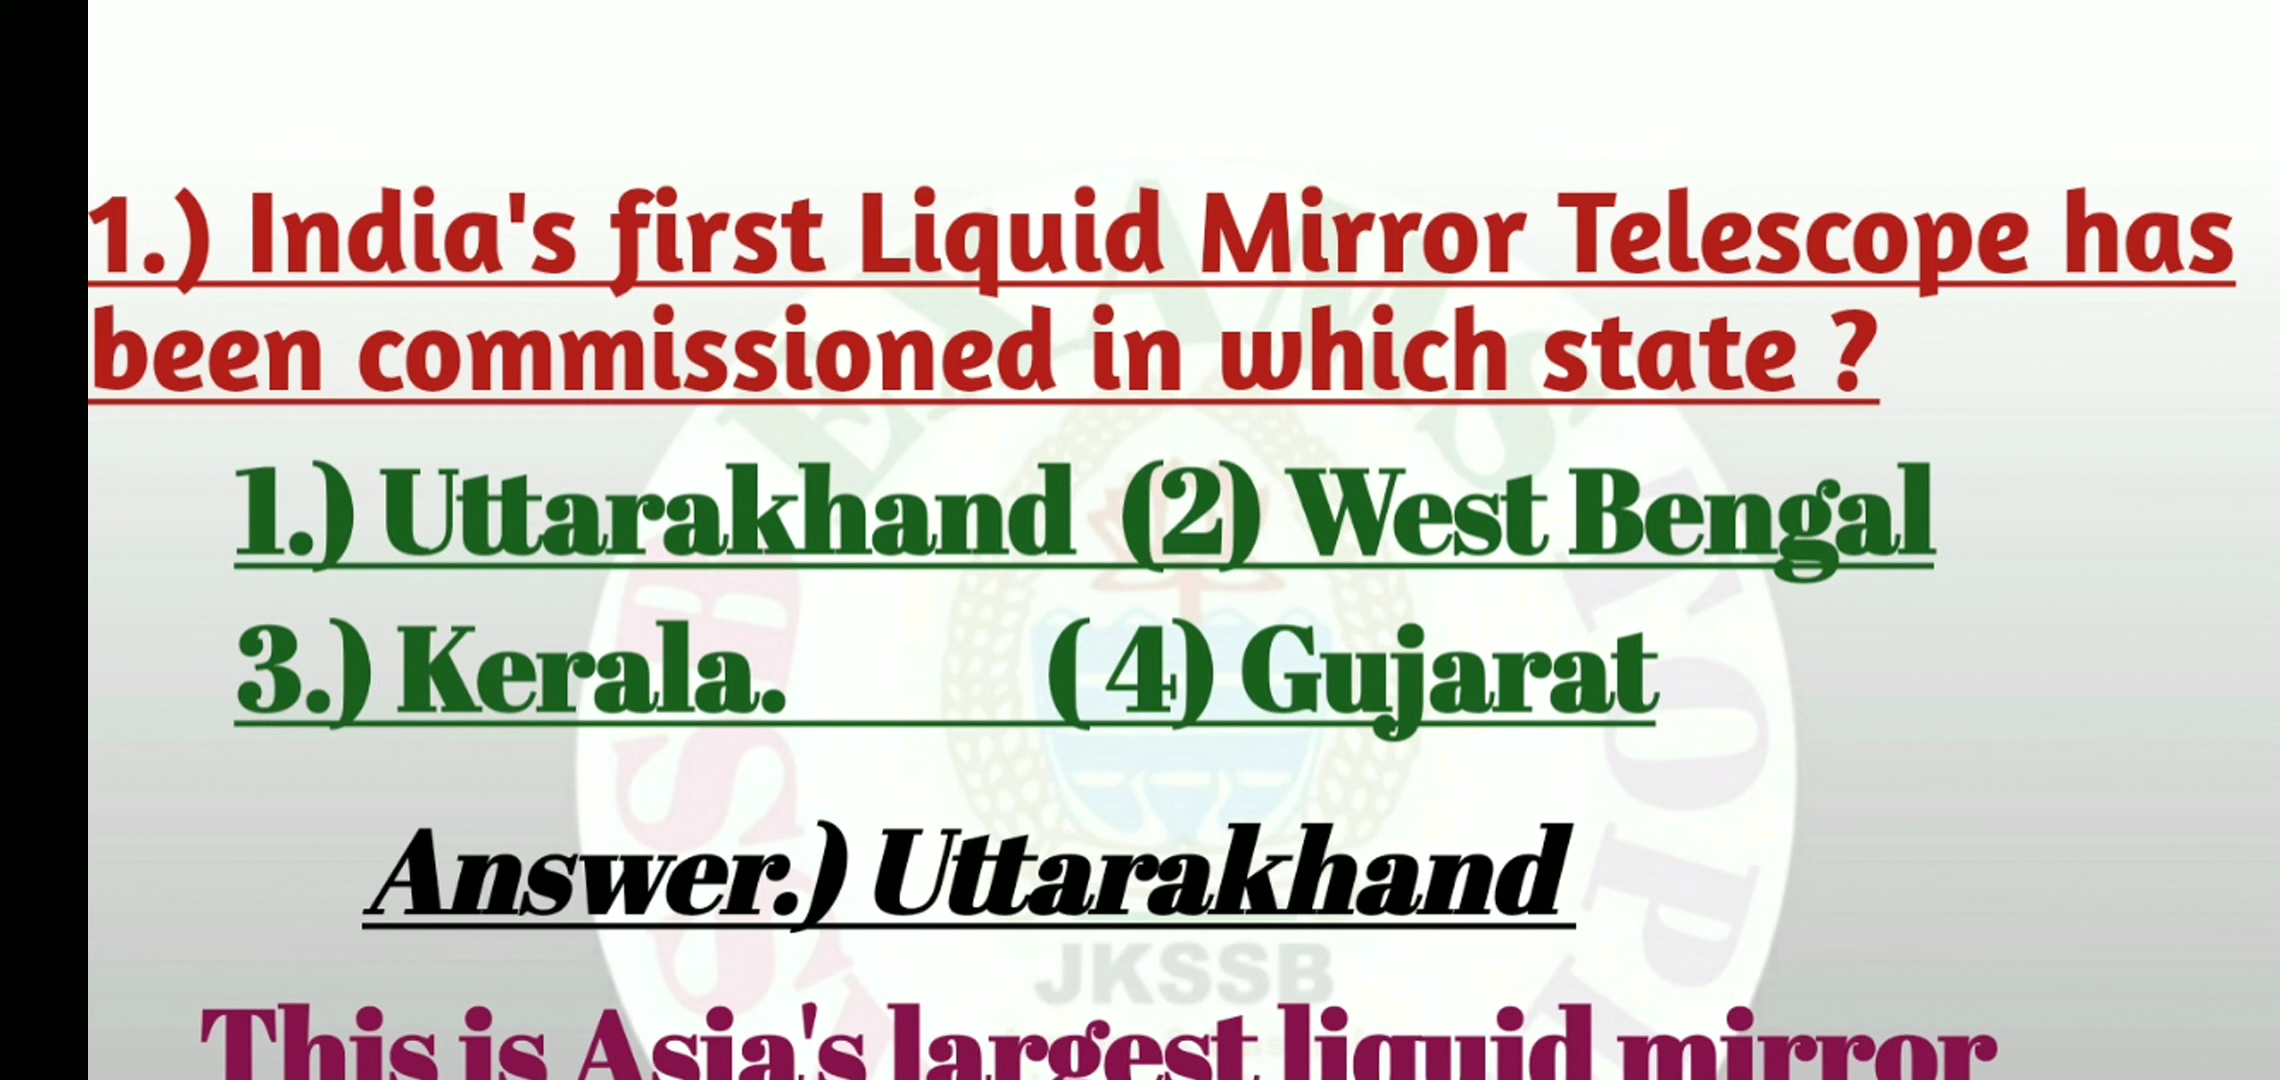 1.) India's first Liquid Mirror Telescope has
been commissioned in which state ?
1.) Uttarakhand (2) West Bengal
3.) Kerala. ( 4) Gujarat
Answer.) Uttarakhand
JKSSB
This is Asia's largest liquid mirror